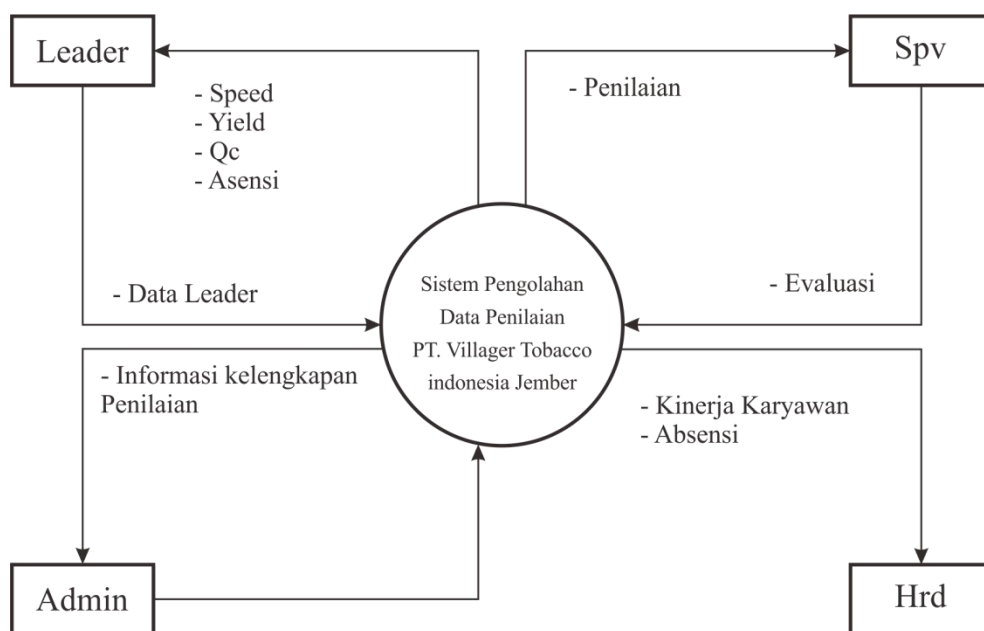 Leader
Spv
- Speed
- Yield
- Qc
- Asensi
- Penilaian
- Data Leader
- Evaluasi
Sistem Pengolahan
Data Penilaian
PT. Villager Tobacco
indonesia Jember
- Informasi kelengkapan
Penilaian
- Kinerja Karyawan
- Absensi
Admin
Hrd